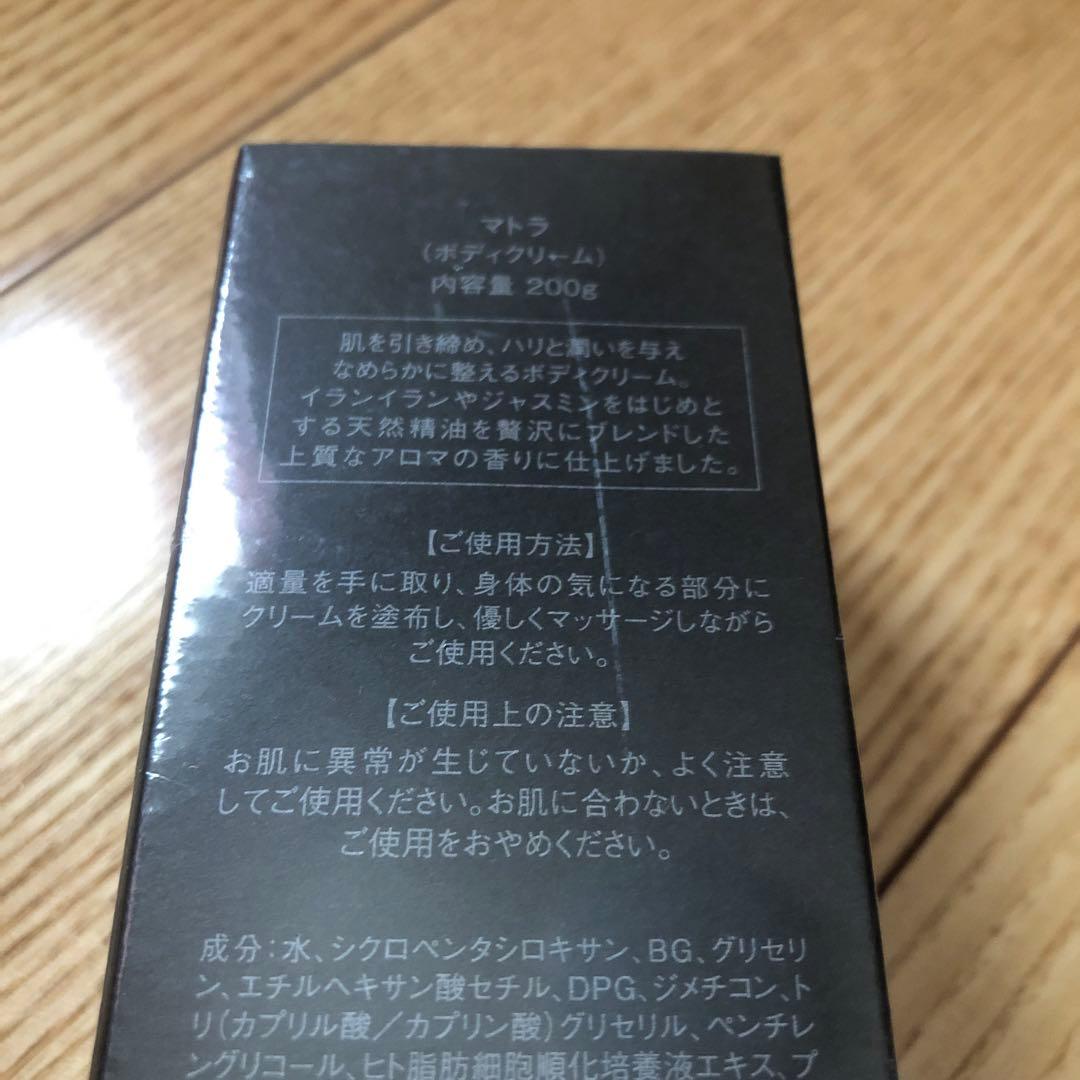 マトラ
(ボディクリーム)
内容量 200g
肌を引き締め、ハリと潤いを与え
なめらかに整えるボディクリーム。
イランイランやジャスミンをはじめと
する天然精油を贅沢にブレンドした
上質なアロマの香りに仕上げました。
【ご使用方法】
適量を手に取り、身体の気になる部分に
クリームを塗布し、優しくマッサージしながら
ご使用ください。
【ご使用上の注意】
お肌に異常が生じていないか、よく注意
してご使用ください。お肌に合わないときは、
ご使用をおやめください。
成分:水、シクロペンタシロキサン、BG、グリセリ
ン、エチルヘキサン酸セチル、DPG、ジメチコン、ト
リ(カプリル酸／カプリン酸)グリセリル、ペンチレ
ングリコール、ヒト脂肪細胞順化培養液エキス、プ